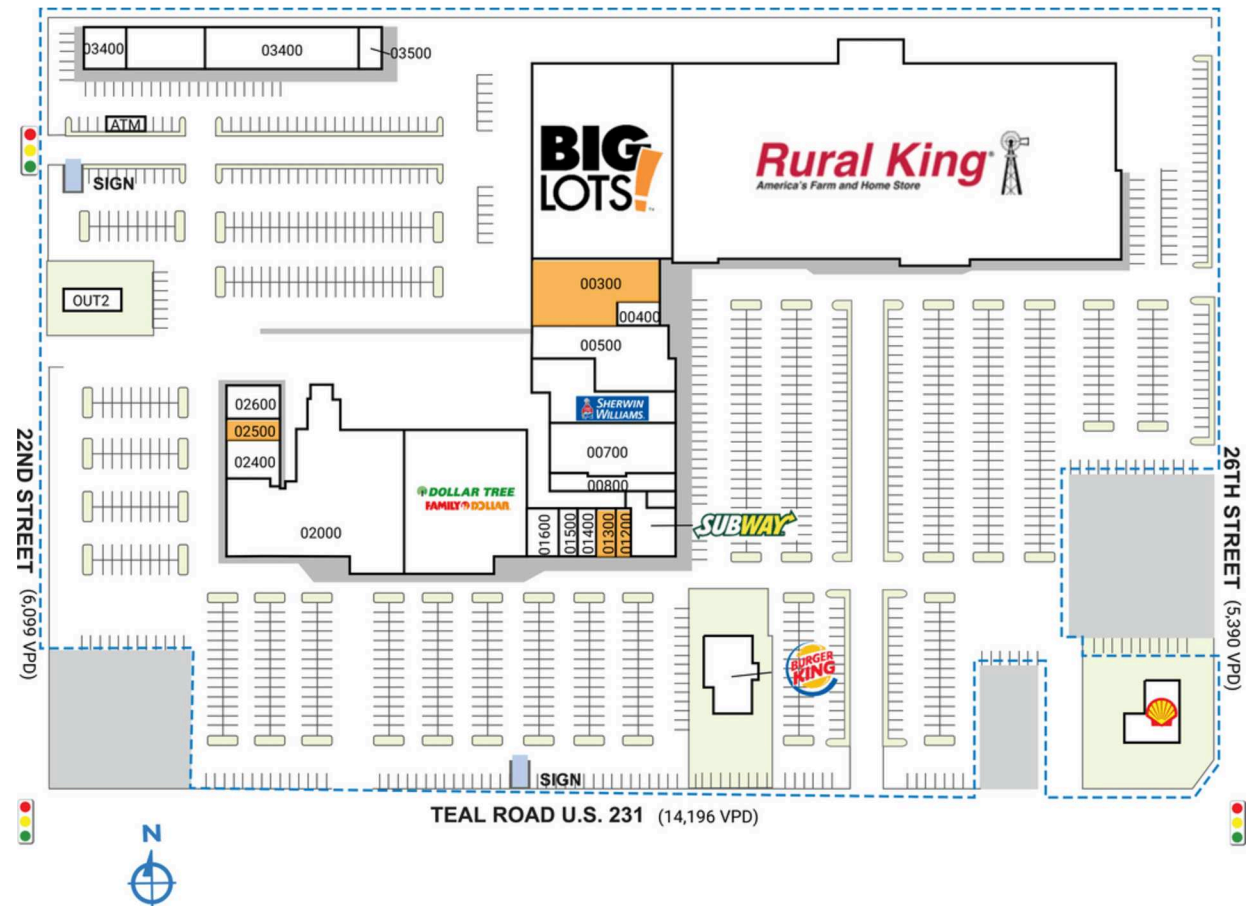 03400
03400
03500
ATM
SIGN
BIG
LOTS!
Rural King
America's Farm and Home Store
OUT2
00300
00400
00500
SHERWIN
WILLIAMS.
02600
02500
02400
00700
00800
DOLLAR TREE
FAMILY DOLLAR
02000
01600
01500
01400
01300
01200
SUBWAY
22ND STREET (6,099 VPD)
26TH STREET (5,390 VPD)
BURGER
KING
SIGN
TEAL ROAD U.S. 231 (14,196 VPD)
N